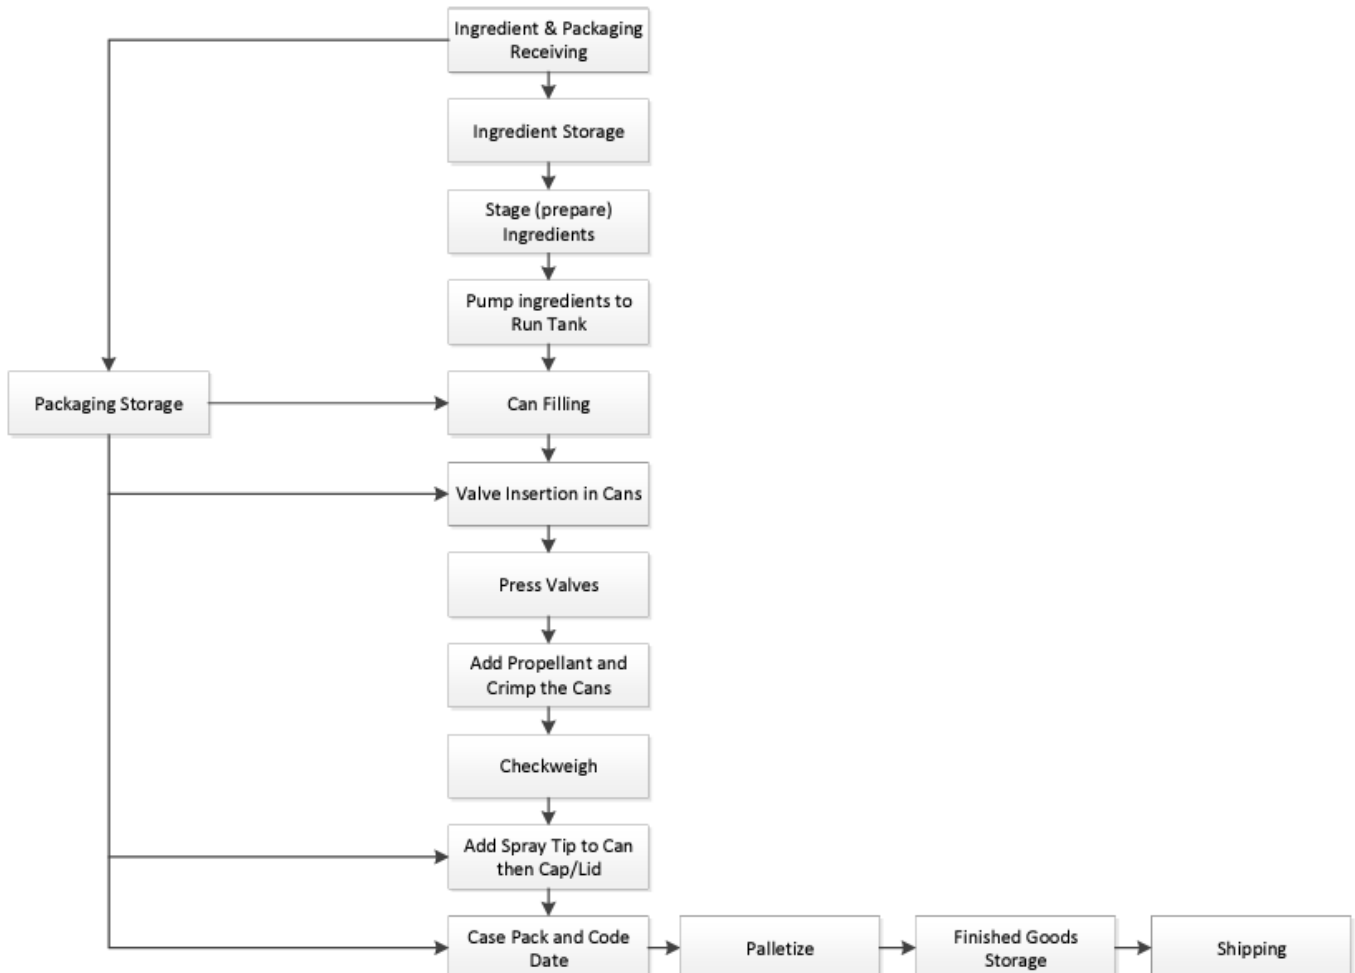 Ingredient & Packaging
Receiving
Ingredient Storage
Stage (prepare)
Ingredients
Pump ingredients to
Run Tank
Packaging Storage
Can Filling
Valve Insertion in Cans
Press Valves
Add Propellant and
Crimp the Cans
Checkweigh
Add Spray Tip to Can
then Cap/Lid
Case Pack and Code
Date
Palletize
Finished Goods
Storage
Shipping